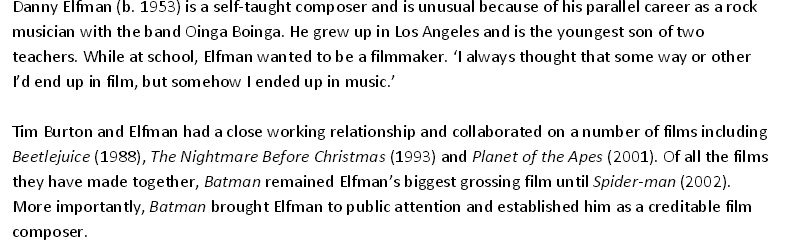 Danny Elfman (b. 1953) is a self-taught composer and is unusual because of his parallel career as a rock
musician with the band Oinga Boinga. He grew up in Los Angeles and is the youngest son of two
teachers. While at school, Elfman wanted to be a filmmaker. ‘I always thought that some way or other
I’d end up in film, but somehow I ended up in music.’
Tim Burton and Elfman had a close working relationship and collaborated on a number of films including
Beetlejuice (1988), The Nightmare Before Christmas (1993) and Planet of the Apes (2001). Of all the films
they have made together, Batman remained Elfman’s biggest grossing film until Spider-man (2002).
More importantly, Batman brought Elfman to public attention and established him as a creditable film
composer.